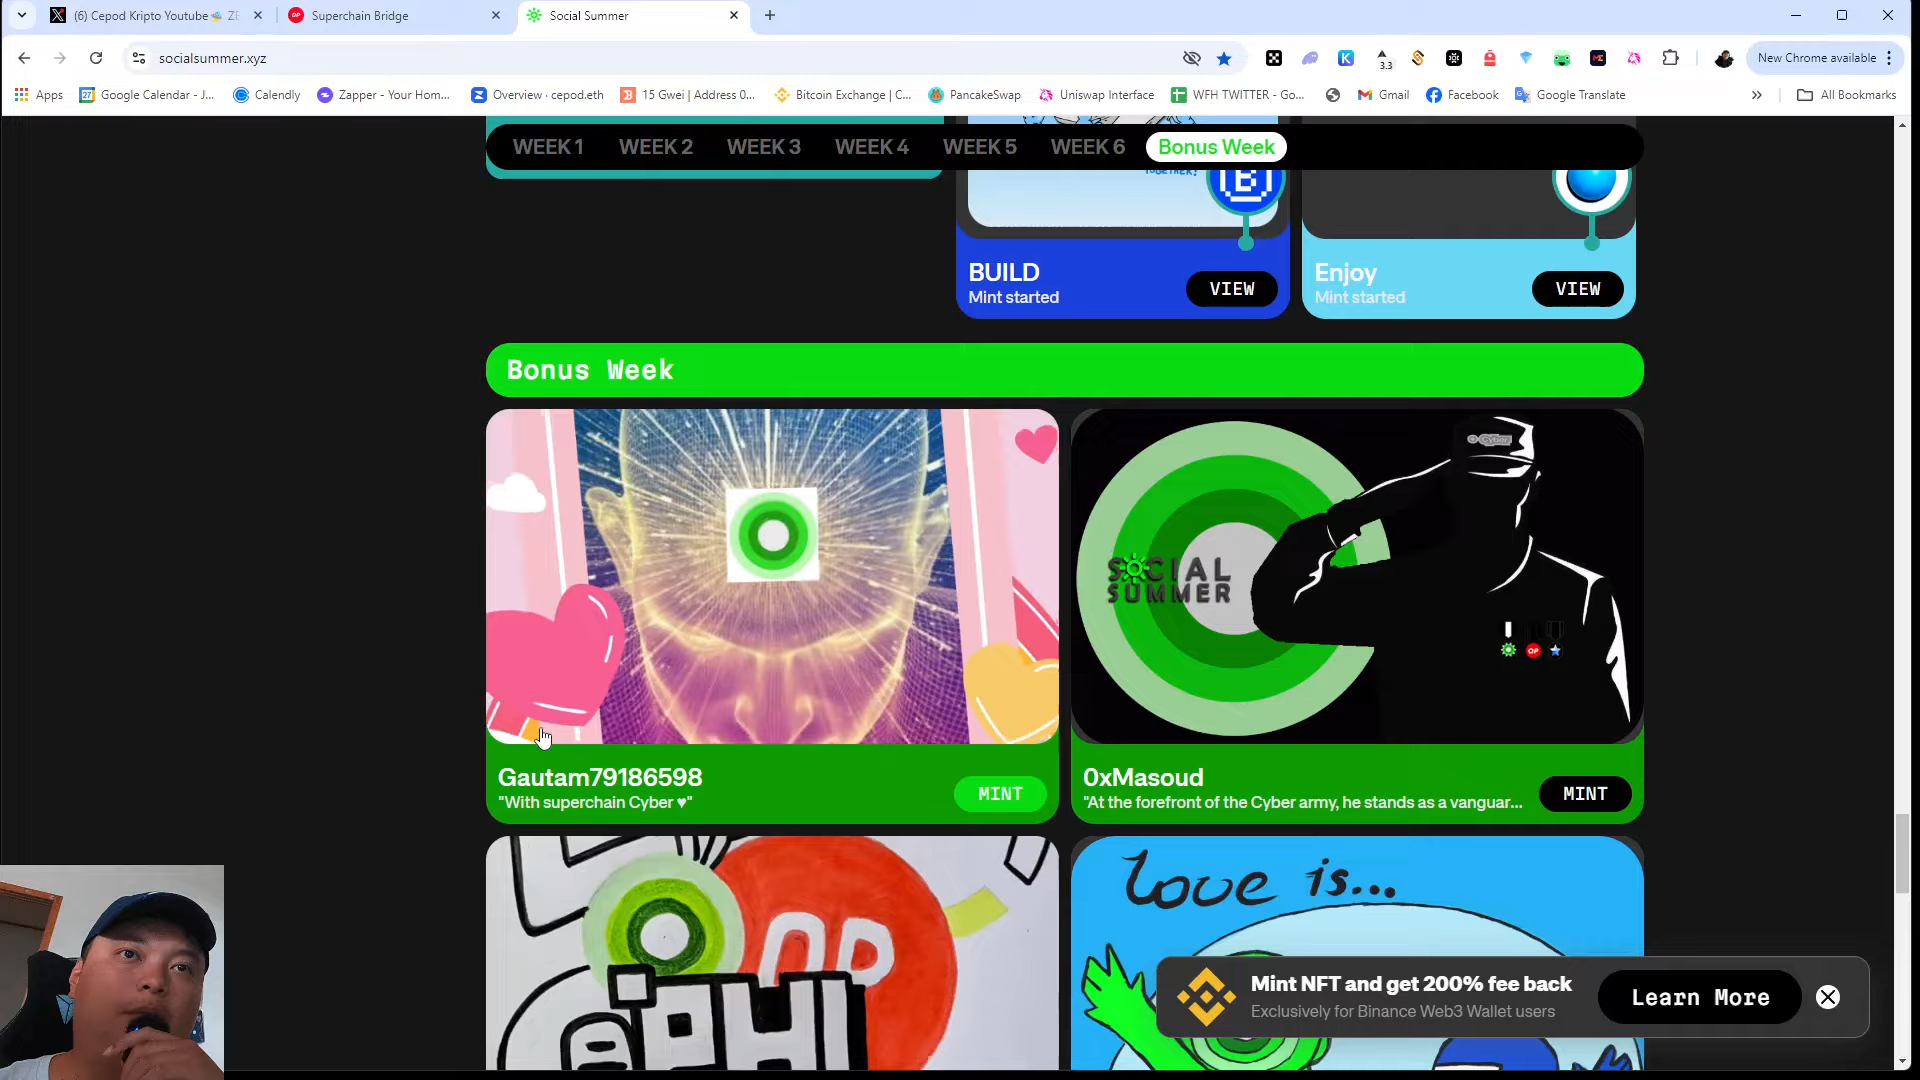 (6) Cepod Kripto Youtube
Superchain Bridge
Social Summer
socialsummer.xyz
3.3
New Chrome available
Apps
Google Calendar - J...
Calendly
Zapper - Your Hom...
Overview · cepod.eth
15 Gwei | Address 0...
Bitcoin Exchange | C...
PancakeSwap
Uniswap Interface
WFH TWITTER - Go...
Gmail
Facebook
Google Translate
All Bookmarks
WEEK 1
WEEK 2
WEEK 3
WEEK 4
WEEK 5
WEEK 6
Bonus Week
TOGETHER!
B
BUILD
Mint started
VIEW
Enjoy
Mint started
VIEW
Bonus Week
Cyber
SOCIAL
SUMMER
OP
Gautam79186598
"With superchain Cyber ♥"
MINT
0xMasoud
"At the forefront of the Cyber army, he stands as a vanguar...
MINT
OP
Love is...
Mint NFT and get 200% fee back
Exclusively for Binance Web3 Wallet users
Learn More